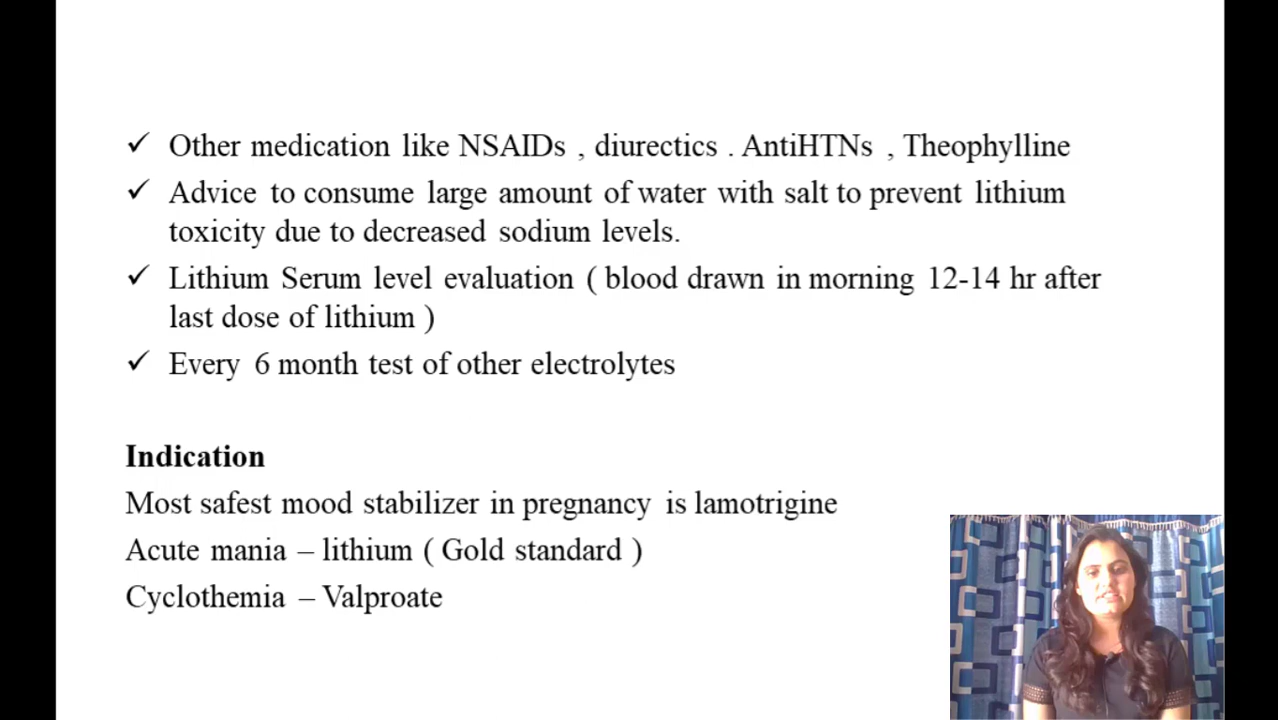 ✓ Other medication like NSAIDs , diurectics . AntiHTNs , Theophylline
✓ Advice to consume large amount of water with salt to prevent lithium
toxicity due to decreased sodium levels.
✓ Lithium Serum level evaluation ( blood drawn in morning 12-14 hr after
last dose of lithium )
✓ Every 6 month test of other electrolytes
Indication
Most safest mood stabilizer in pregnancy is lamotrigine
Acute mania – lithium ( Gold standard )
Cyclothemia – Valproate